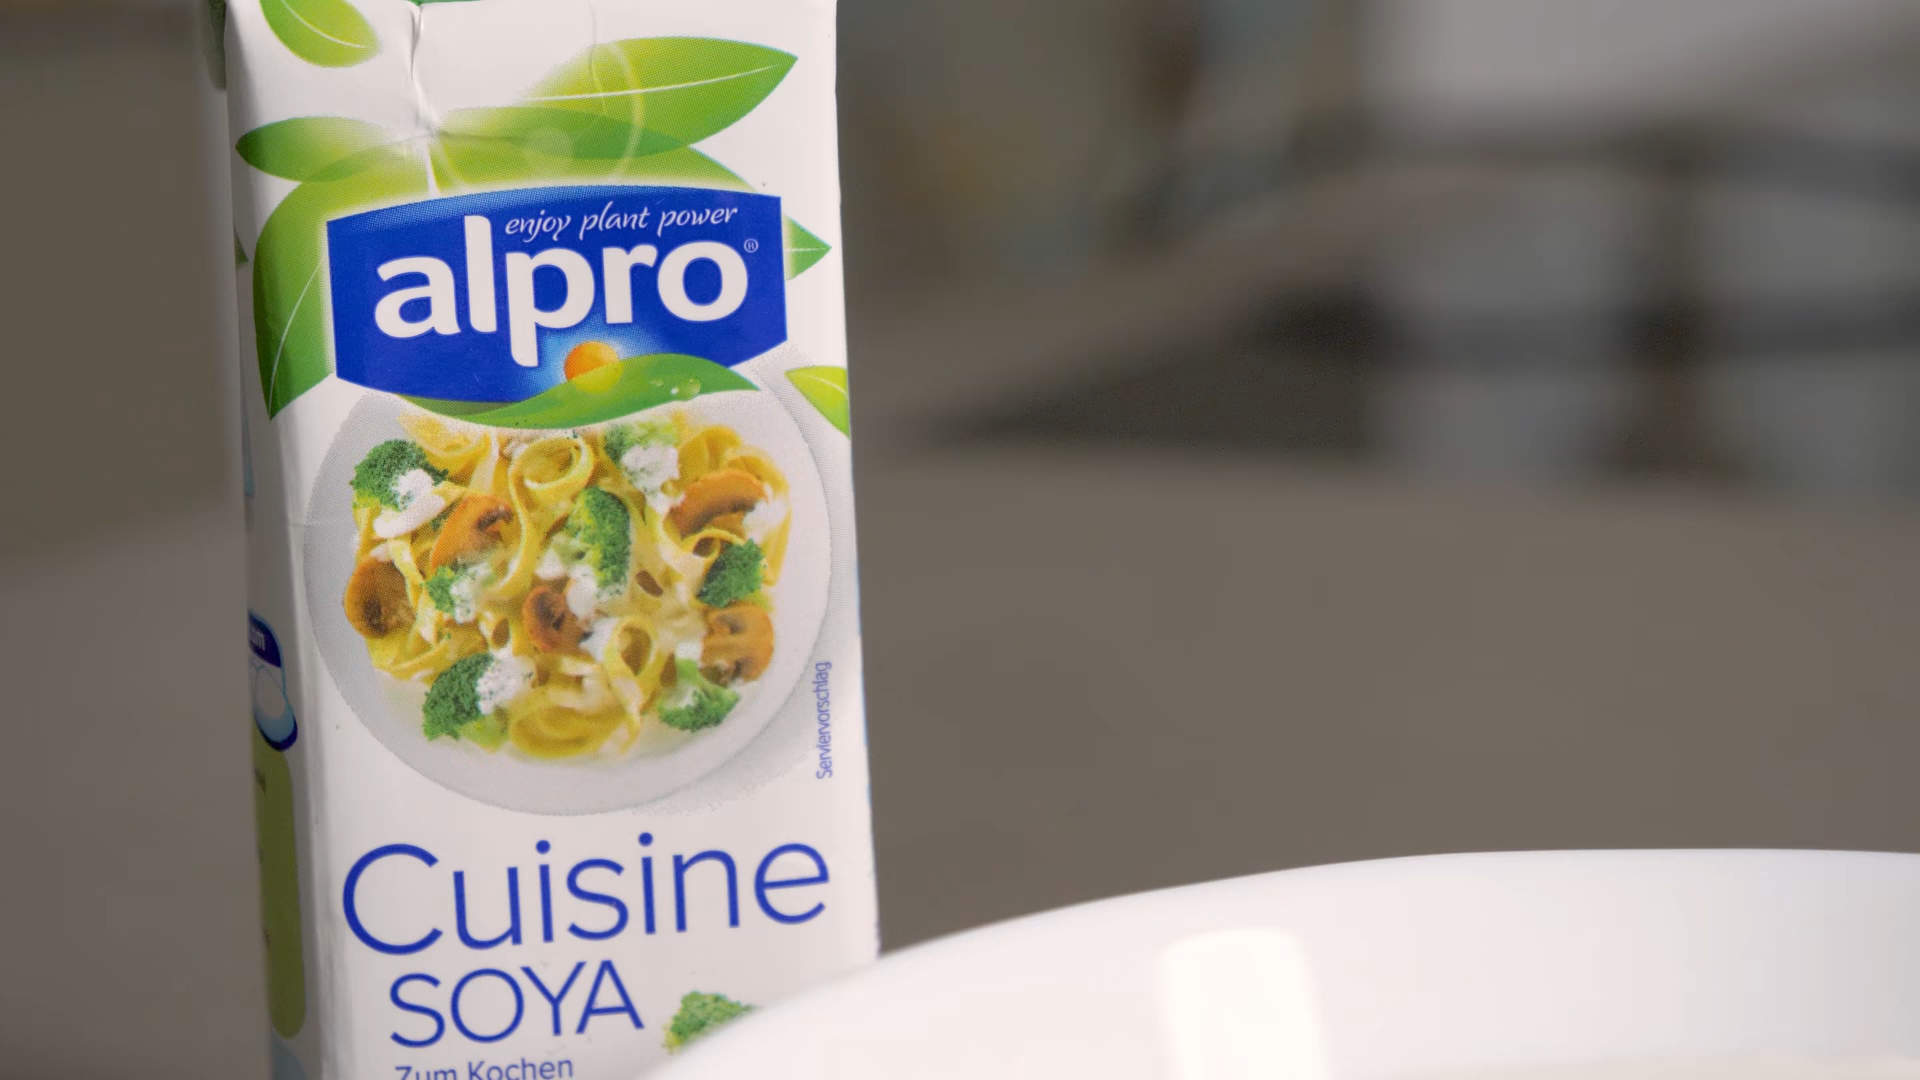 enjoy plant power
alpro®
Serviervorschlag
Cuisine
SOYA
Zum Kochen